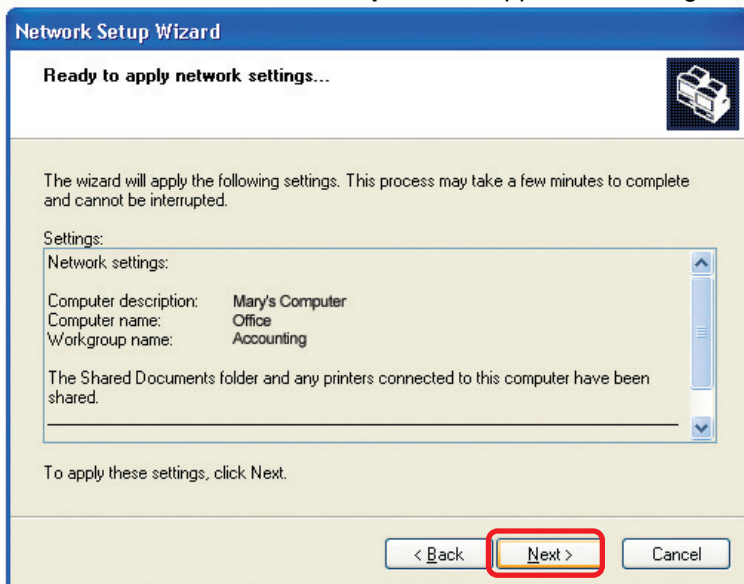 Network Setup Wizard
Ready to apply network settings...
The wizard will apply the following settings. This process may take a few minutes to complete
and cannot be interrupted.
Settings:
Network settings:
Computer description: Mary's Computer
Computer name: Office
Workgroup name: Accounting
The Shared Documents folder and any printers connected to this computer have been
shared.
To apply these settings, click Next.
< Back Next > Cancel